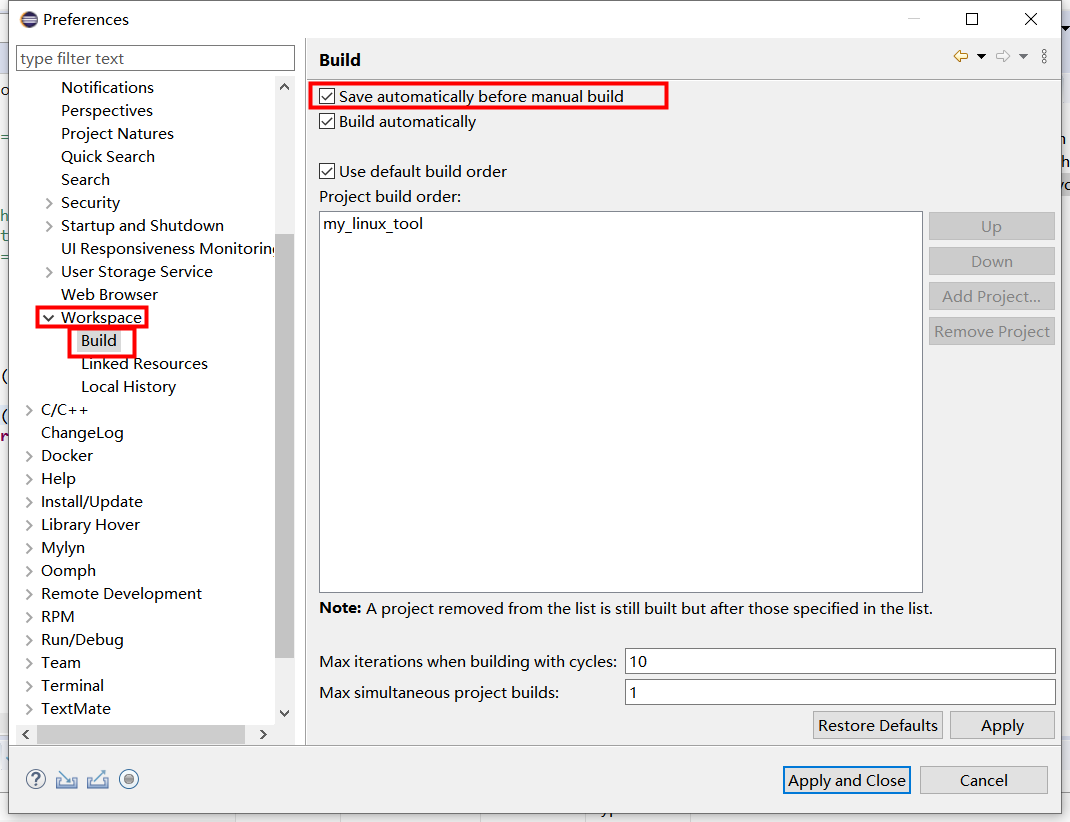 Preferences
type filter text
Notifications
Perspectives
Project Natures
Quick Search
Search
Security
Startup and Shutdown
UI Responsiveness Monitoring
User Storage Service
Web Browser
Workspace
Build
Linked Resources
Local History
C/C++
ChangeLog
Docker
Help
Install/Update
Library Hover
Mylyn
Oomph
Remote Development
RPM
Run/Debug
Team
Terminal
TextMate
Build
Save automatically before manual build
Build automatically
Use default build order
Project build order:
my_linux_tool
Up
Down
Add Project...
Remove Project
Note: A project removed from the list is still built but after those specified in the list.
Max iterations when building with cycles: 10
Max simultaneous project builds: 1
Restore Defaults
Apply
Apply and Close
Cancel